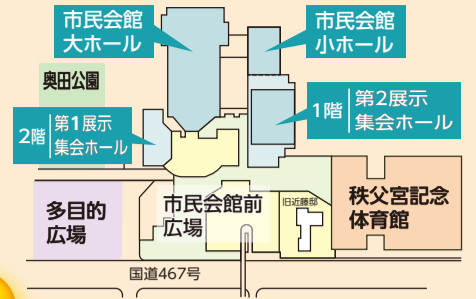 市民会館
大ホール
市民会館
小ホール
奥田公園
1階 第2展示
集会ホール
2階 第1展示
集会ホール
多目的
広場
市民会館前
広場
旧近藤邸
秩父宮記念
体育館
国道467号